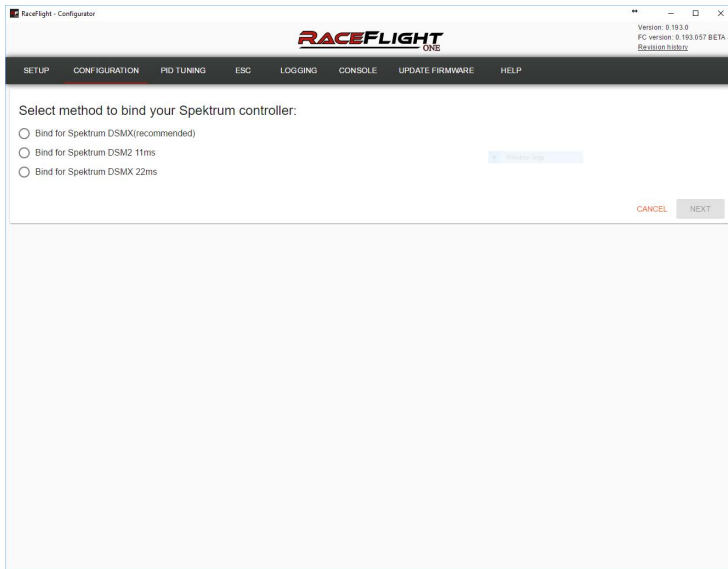 RaceFlight - Configurator
RACEFLIGHT
ONE
Version: 0.193.0
FC version: 0.193.057 BETA
Revision history
SETUP CONFIGURATION PID TUNING ESC LOGGING CONSOLE UPDATE FIRMWARE HELP
Select method to bind your Spektrum controller:
Bind for Spektrum DSMX(recommended)
Bind for Spektrum DSM2 11ms
Bind for Spektrum DSMX 22ms
CANCEL NEXT